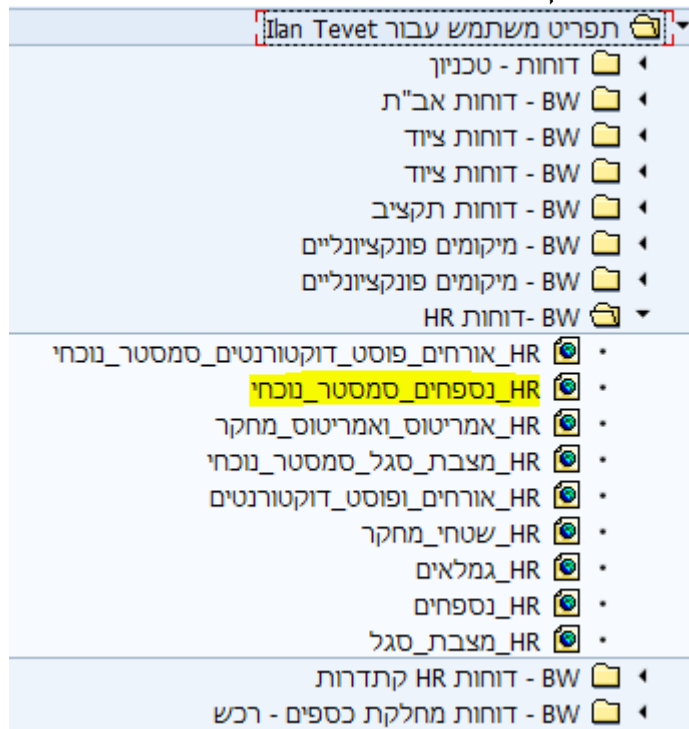 תפריט משתמש עבור Ilan Tevet
דוחות - טכניון
BW - דוחות אב"ת
BW - דוחות ציוד
BW - דוחות ציוד
BW - דוחות תקציב
BW - מיקומים פונקציונליים
BW - מיקומים פונקציונליים
BW -דוחות HR
HR_אורחים_פוסט_דוקטורנטים_סמסטר_נוכחי
HR_נספחים_סמסטר_נוכחי
HR_אמריטוס_ואמריטוס_מחקר
HR_מצבת_סגל_סמסטר_נוכחי
HR_אורחים_ופוסט_דוקטורנטים
HR_שטחי_מחקר
HR_גמלאים
HR_נספחים
HR_מצבת_סגל
BW - דוחות HR קתדרות
BW - דוחות מחלקת כספים - רכש